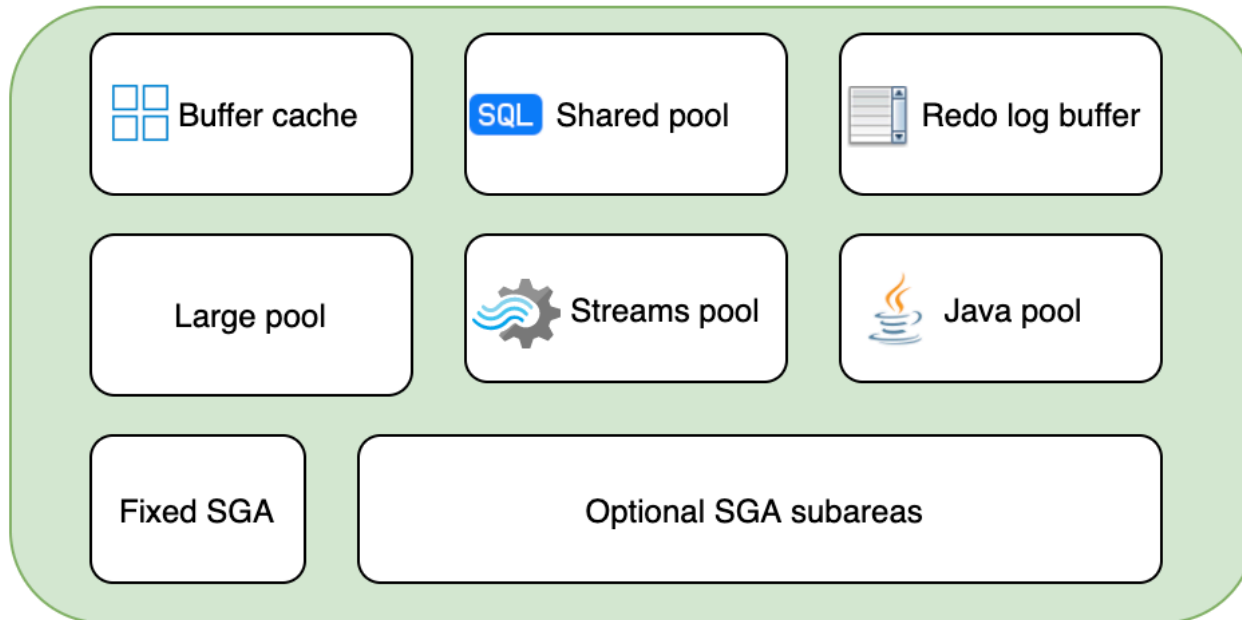 Buffer cache
SQL
Shared pool
Redo log buffer
Large pool
Streams pool
Java pool
Fixed SGA
Optional SGA subareas